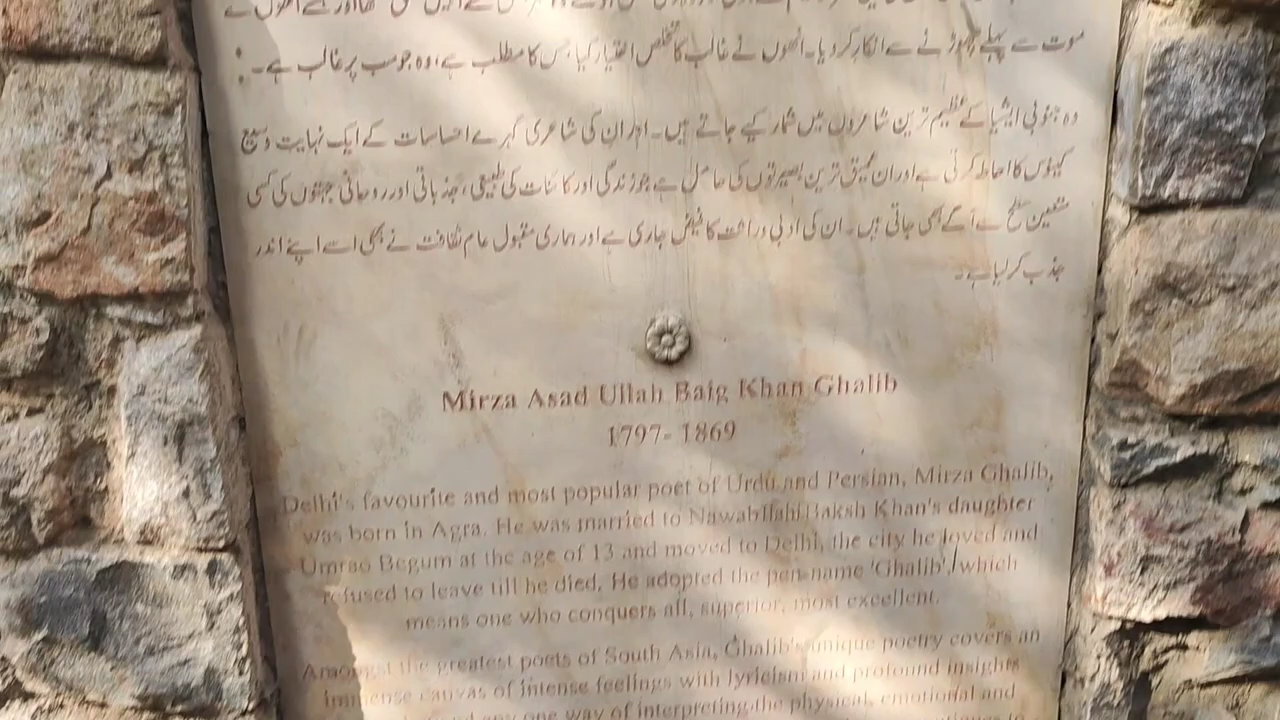 موت سے پہلے چھوڑنے سے انکار کر دیا۔ انھوں نے غالب کا تخلص اختیار کیا جس کا مطلب ہے، وہ جو سب پر غالب ہے۔
وہ جنوبی ایشیا کے عظیم ترین شاعروں میں شمار کیے جاتے ہیں۔ اور ان کی شاعری گہرے احساسات کے ایک نہایت وسیع
کینوس کا احاطہ کرتی ہے اور ان عمیق ترین بصیرتوں کی حامل ہے جو زندگی اور کائنات کی طبیعی، جذباتی اور روحانی جہتوں کی کسی
متعین سطح سے آگے بھی جاتی ہیں۔ ان کی ادبی وراثت کا فیض جاری ہے اور ہماری مقبول عام ثقافت نے بھی اسے اپنے اندر
جذب کر لیا ہے۔
Mirza Asad Ullah Baig Khan Ghalib
1797- 1869
Delhi's favourite and most popular poet of Urdu and Persian, Mirza Ghalib,
was born in Agra. He was married to Nawab Ilahi Baksh Khan's daughter
Umrao Begum at the age of 13 and moved to Delhi, the city he loved and
refused to leave till he died. He adopted the pen-name 'Ghalib', which
means one who conquers all, superior, most excellent.
Amongst the greatest poets of South Asia, Ghalib's unique poetry covers an
immense canvas of intense feelings with lyricism and profound insights
any one way of interpreting the physical, emotional and